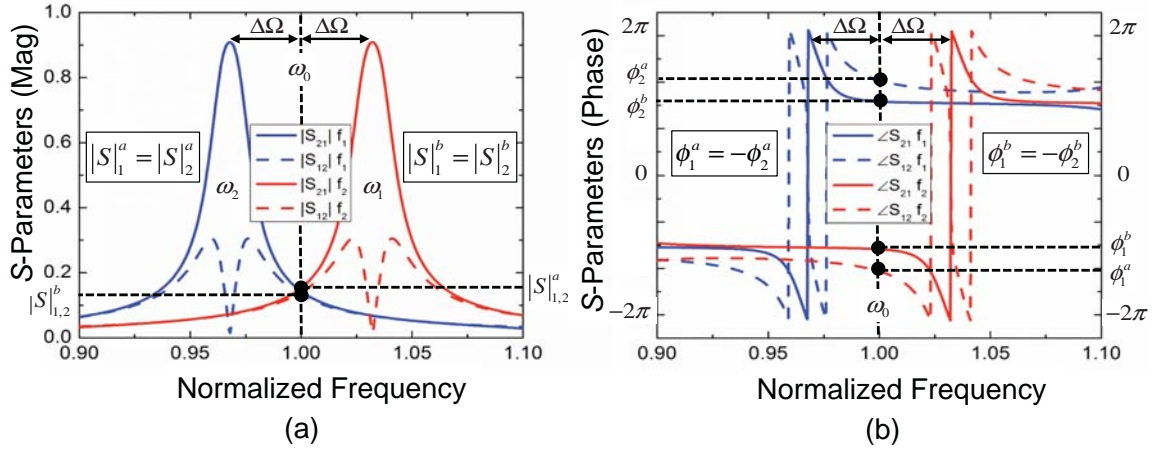 ΔΩ ΔΩ
ω₀
1.0
0.8
0.6
0.4
0.2
0.0
S-Parameters (Mag)
|S|₁ᵃ = |S|₂ᵃ
|S|₁ᵇ = |S|₂ᵇ
|S₂₁| f₁
|S₁₂| f₁
|S₂₁| f₂
|S₁₂| f₂
ω₂
ω₁
|S|₁,₂ᵇ
|S|₁,₂ᵃ
0.90 0.95 1.00 1.05 1.10
Normalized Frequency
(a)
ΔΩ ΔΩ
2π
ϕ₂ᵃ
ϕ₂ᵇ
0
−2π
S-Parameters (Phase)
ϕ₁ᵃ = −ϕ₂ᵃ
ϕ₁ᵇ = −ϕ₂ᵇ
∠S₂₁ f₁
∠S₁₂ f₁
∠S₂₁ f₂
∠S₁₂ f₂
ω₀
2π
0
ϕ₁ᵇ
ϕ₁ᵃ
−2π
0.90 0.95 1.00 1.05 1.10
Normalized Frequency
(b)